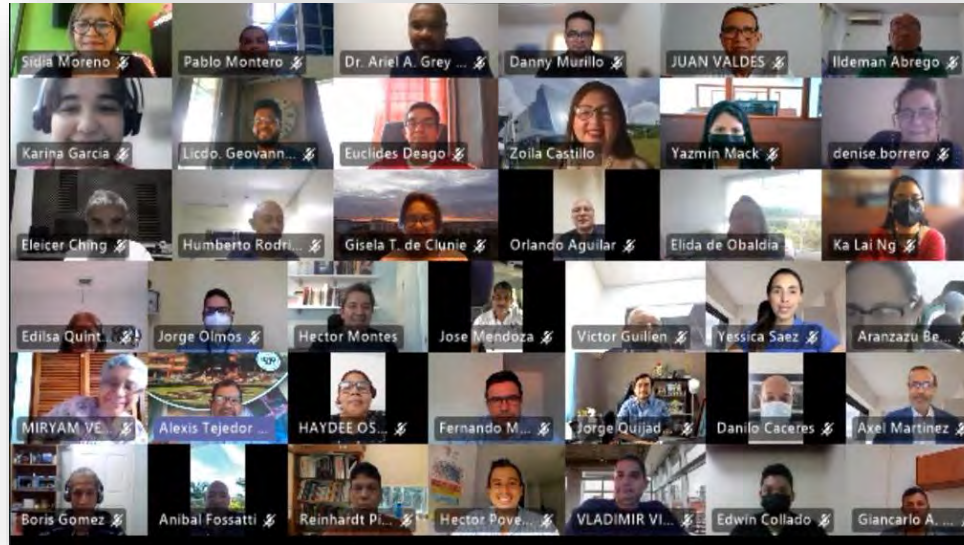 Sidia Moreno
Pablo Montero
Dr. Ariel A. Grey ...
Danny Murillo
JUAN VALDES
Ildeman Abrego
Karina Garcia
Licdo. Geovann...
Euclides Deago
Zoila Castillo
Yazmin Mack
denise.borrero
Eleicer Ching
Humberto Rodri...
Gisela T. de Clunie
Orlando Aguilar
Elida de Obaldia
Ka Lai Ng
Edilsa Quint...
Jorge Olmos
Hector Montes
Jose Mendoza
Victor Guillen
Yessica Saez
Aranzazu Be...
MIRYAM VE...
Alexis Tejedor ...
HAYDEE OS...
Fernando M...
Jorge Quijad...
Danilo Caceres
Axel Martinez
Boris Gomez
Anibal Fossatti
Reinhardt Pi...
Hector Pove...
VLADIMIR VI...
Edwin Collado
Giancarlo A. ...